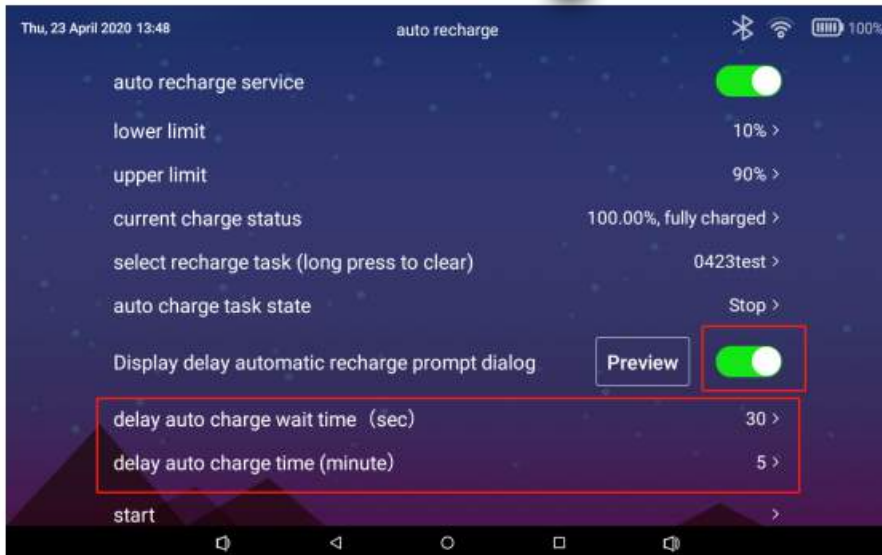 Thu, 23 April 2020 13:48 auto recharge 100%
auto recharge service
lower limit 10% >
upper limit 90% >
current charge status 100.00%, fully charged >
select recharge task (long press to clear) 0423test >
auto charge task state Stop >
Display delay automatic recharge prompt dialog Preview
delay auto charge wait time（sec） 30 >
delay auto charge time (minute） 5 >
start >